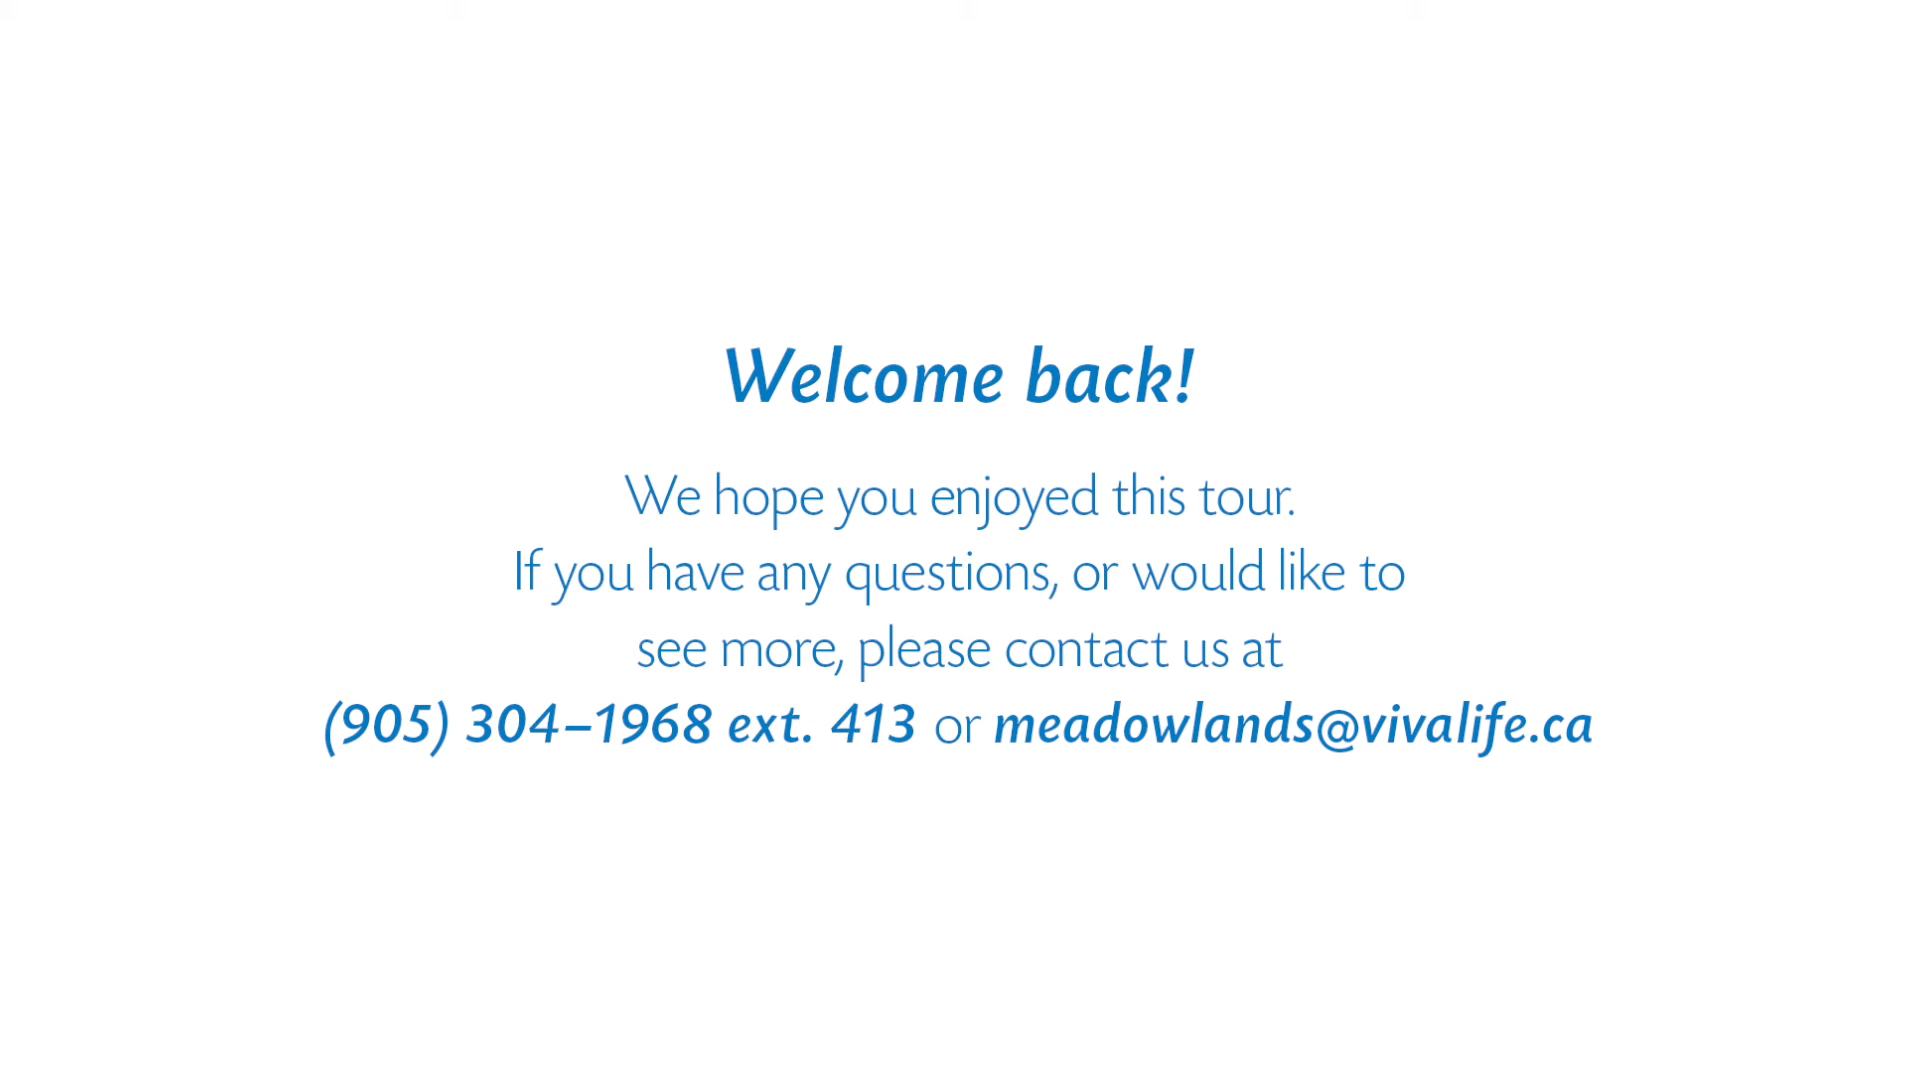 Welcome back!
We hope you enjoyed this tour.
If you have any questions, or would like to
see more, please contact us at
(905) 304–1968 ext. 413 or meadowlands@vivalife.ca